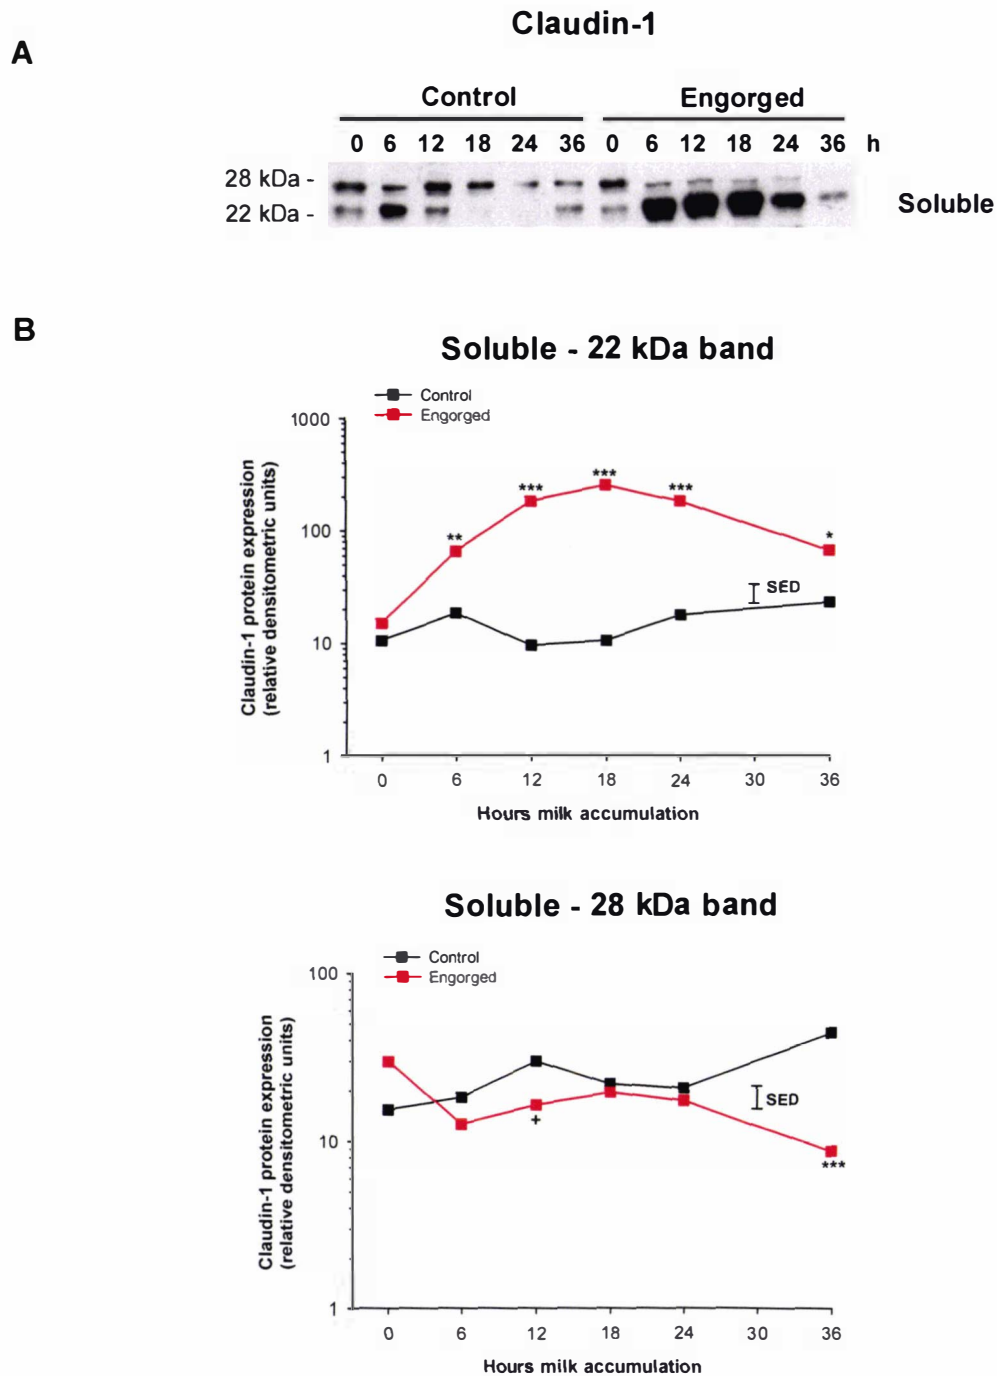 Claudin-1
A
Control Engorged
0 6 12 18 24 36 0 6 12 18 24 36 h
28 kDa -
22 kDa -
Soluble
B
Soluble - 22 kDa band
Control
Engorged
Claudin-1 protein expression
(relative densitometric units)
1000
100
10
1
**
***
***
***
*
SED
0 6 12 18 24 30 36
Hours milk accumulation
Soluble - 28 kDa band
Control
Engorged
Claudin-1 protein expression
(relative densitometric units)
100
10
1
+
SED
***
0 6 12 18 24 30 36
Hours milk accumulation